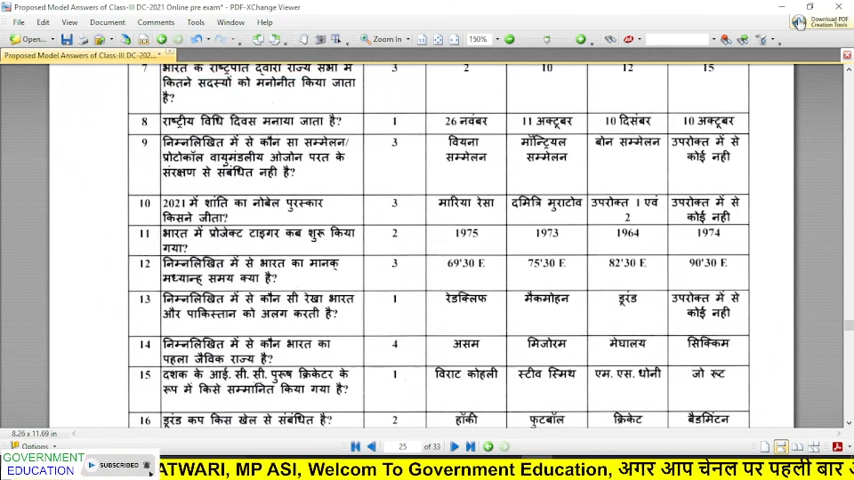 Proposed Model Answers of Class-III DC-2021 Online pre exam" - PDF-XChange Viewer
File Edit View Document Comments Tools Window Help
Download PDF
Creation Tools
Open... Zoom In 150%
Proposed Model Answers of Class-III DC-202...
7 भारत के राष्ट्रपति द्वारा राज्य सभा में 3 2 10 12 15
कितने सदस्यों को मनोनीत किया जाता
है?
8 राष्ट्रीय विधि दिवस मनाया जाता है? 1 26 नवंबर 11 अक्टूबर 10 दिसंबर 10 अक्टूबर
9 निम्नलिखित में से कौन सा सम्मेलन/ 3 वियना मॉन्ट्रियल बोन सम्मेलन उपरोक्त में से
प्रोटोकॉल वायुमंडलीय ओजोन परत के सम्मेलन सम्मेलन कोई नही
संरक्षण से संबंधित नही है?
10 2021 में शांति का नोबेल पुरस्कार 3 मारिया रेसा दमित्रि मुराटोव उपरोक्त 1 एवं उपरोक्त में से
किसने जीता? 2 कोई नही
11 भारत में प्रोजेक्ट टाइगर कब शुरू किया 2 1975 1973 1964 1974
गया?
12 निम्नलिखित में से भारत का मानक् 3 69'30 E 75'30 E 82'30 E 90'30 E
मध्यान्ह् समय क्या है?
13 निम्नलिखित में से कौन सी रेखा भारत 1 रेडक्लिफ मैकमोहन डूरंड उपरोक्त में से
और पाकिस्तान को अलग करती है? कोई नही
14 निम्नलिखित में से कौन भारत का 4 असम मिजोरम मेघालय सिक्किम
पहला जैविक राज्य है?
15 दशक के आई. सी. सी. पुरूष क्रिकेटर के 1 विराट कोहली स्टीव स्मिथ एम. एस. धोनी जो रूट
रूप में किसे सम्मानित किया गया है?
16 डूरंड कप किस खेल से संबंधित है? 2 हॉकी फुटबॉल क्रिकेट बैडमिंटन
8.26 x 11.69 in
Options 25 of 33
GOVERNMENT
EDUCATION
SUBSCRIBED
ATWARI, MP ASI, Welcom To Government Education, अगर आप चेनल पर पहली बार